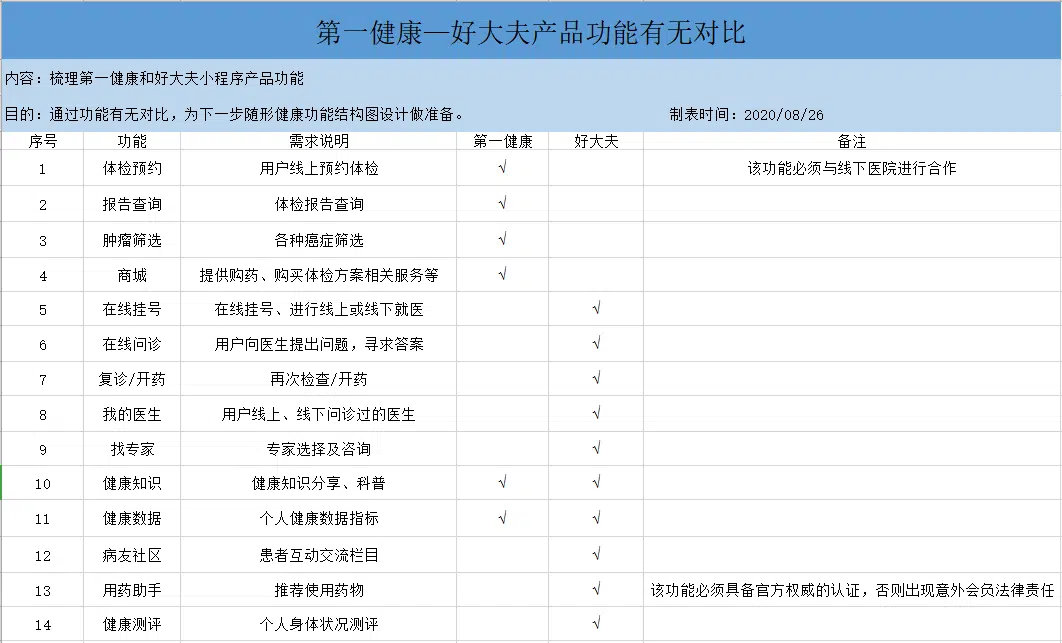 第一健康—好大夫产品功能有无对比
内容：梳理第一健康和好大夫小程序产品功能
目的：通过功能有无对比，为下一步随形健康功能结构图设计做准备。 制表时间：2020/08/26
序号 功能 需求说明 第一健康 好大夫 备注
1 体检预约 用户线上预约体检 √ 该功能必须与线下医院进行合作
2 报告查询 体检报告查询 √
3 肿瘤筛选 各种癌症筛选 √
4 商城 提供购药、购买体检方案相关服务等 √
5 在线挂号 在线挂号、进行线上或线下就医 √
6 在线问诊 用户向医生提出问题，寻求答案 √
7 复诊/开药 再次检查/开药 √
8 我的医生 用户线上、线下问诊过的医生 √
9 找专家 专家选择及咨询 √
10 健康知识 健康知识分享、科普 √ √
11 健康数据 个人健康数据指标 √ √
12 病友社区 患者互动交流栏目 √
13 用药助手 推荐使用药物 √ 该功能必须具备官方权威的认证，否则出现意外会负法律责任
14 健康测评 个人身体状况测评 √